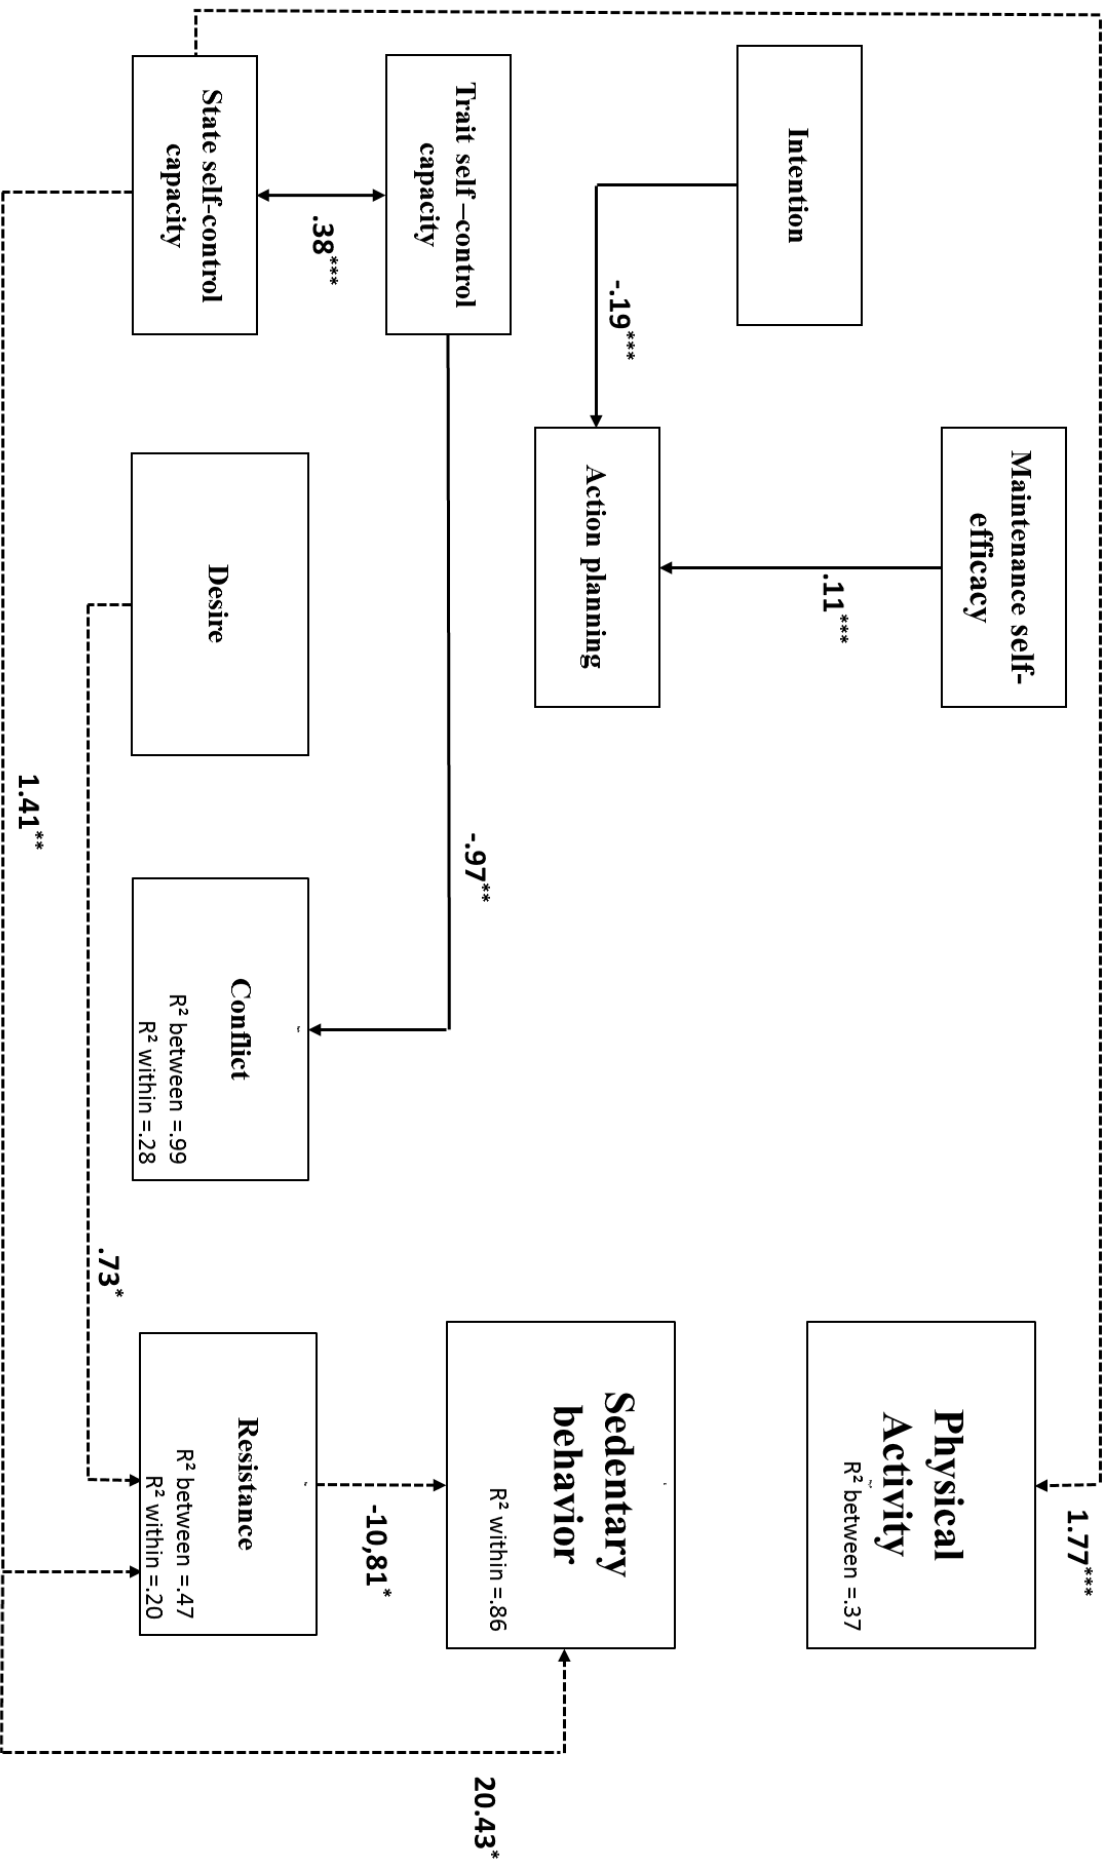 1.77***
Maintenance self-
efficacy
Physical
Activity
R² between =.37
Intention
.11***
-.19***
Action planning
Sedentary
behavior
R² within =.86
20.43*
Trait self –control
capacity
-.97**
-10,81*
.38***
State self-control
capacity
Desire
Conflict
R² between =.99
R² within =.28
Resistance
R² between =.47
R² within =.20
.73*
1.41**